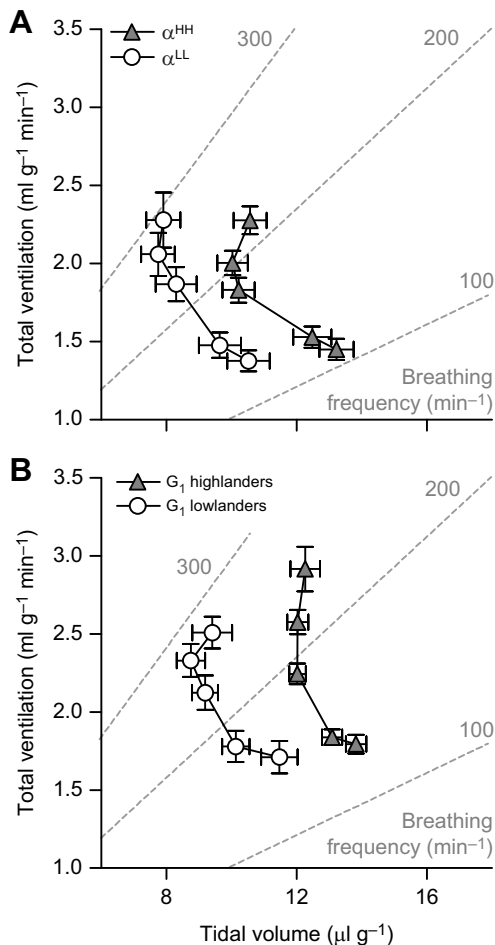 A
3.5
3.0
2.5
2.0
1.5
1.0
Total ventilation (ml g⁻¹ min⁻¹)
α^HH
α^LL
300
200
100
Breathing
frequency (min⁻¹)
B
3.5
3.0
2.5
2.0
1.5
1.0
Total ventilation (ml g⁻¹ min⁻¹)
G₁ highlanders
G₁ lowlanders
300
200
100
Breathing
frequency (min⁻¹)
8 12 16
Tidal volume (μl g⁻¹)